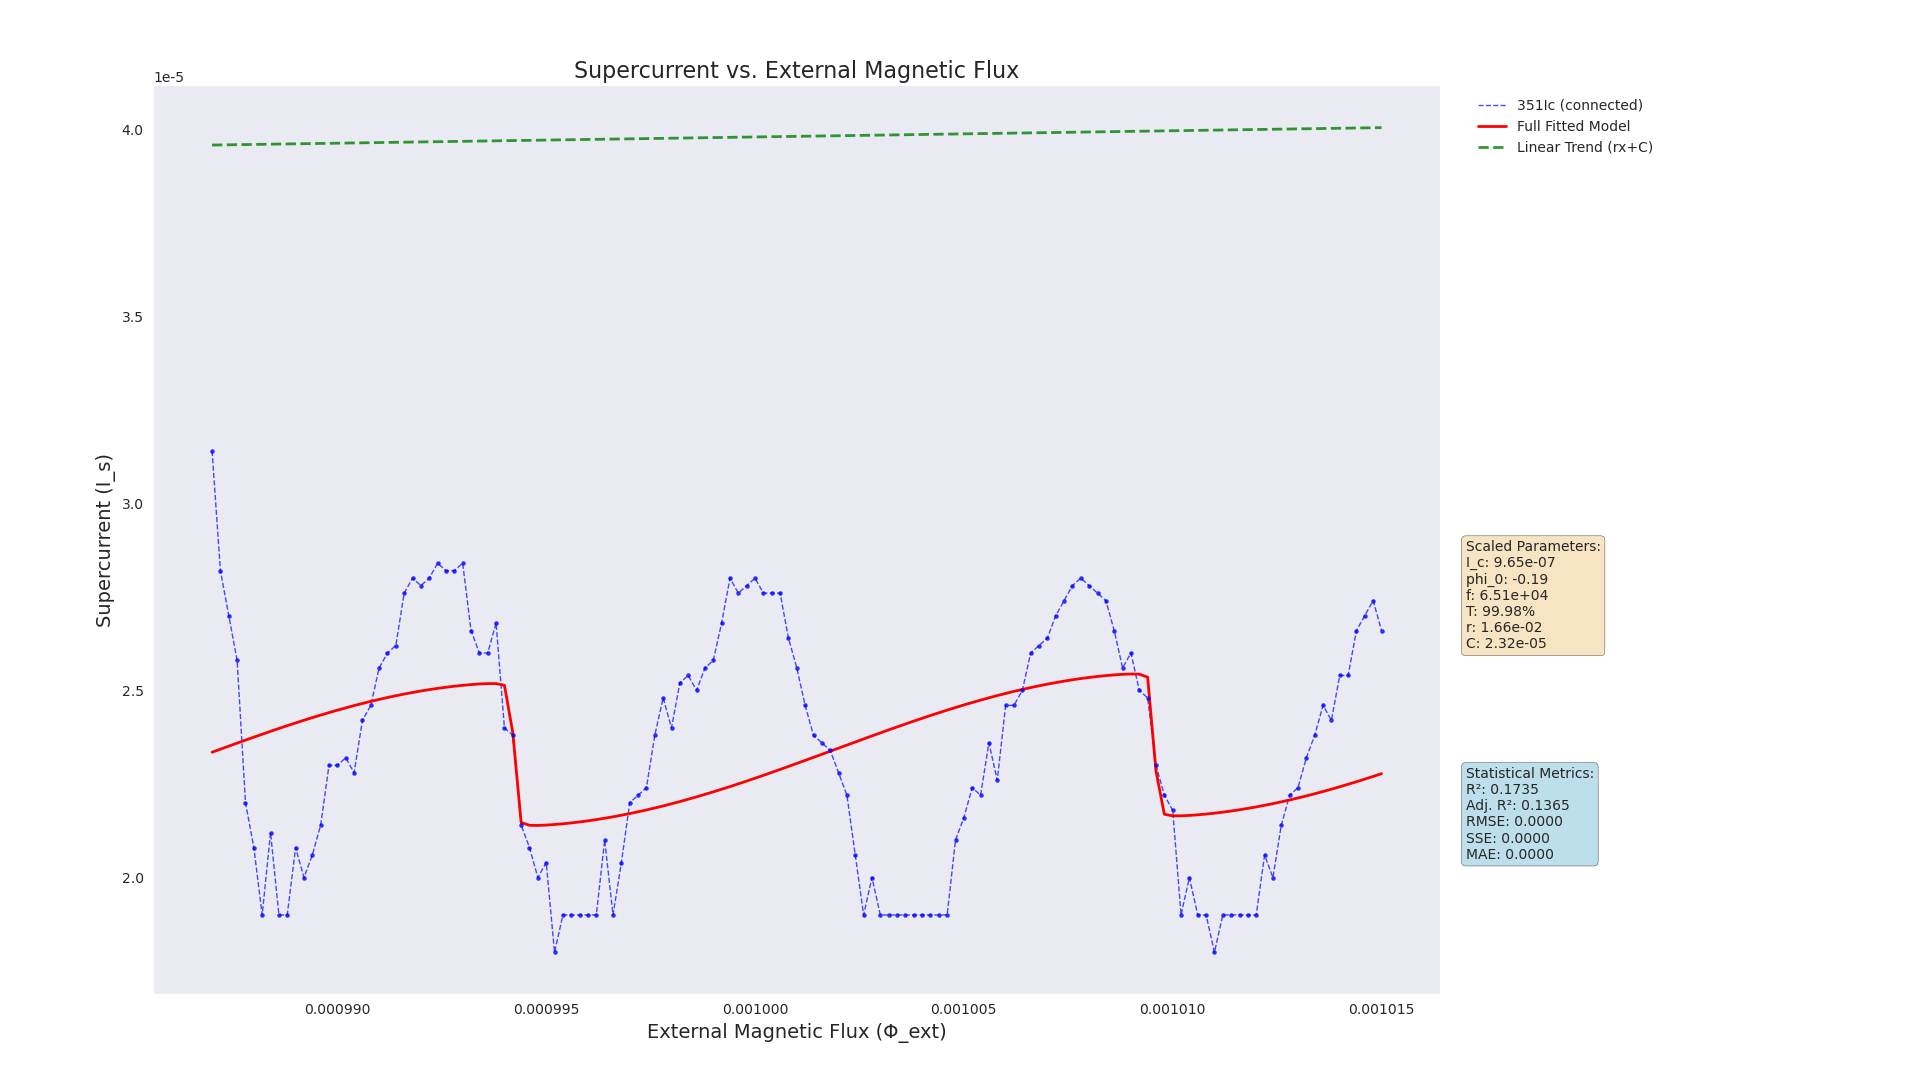 Supercurrent vs. External Magnetic Flux
1e-5
4.0
3.5
3.0
2.5
2.0
Supercurrent (I_s)
0.000990
0.000995
0.001000
0.001005
0.001010
0.001015
External Magnetic Flux (Φ_ext)
351Ic (connected)
Full Fitted Model
Linear Trend (rx+C)
Scaled Parameters:
I_c: 9.65e-07
phi_0: -0.19
f: 6.51e+04
T: 99.98%
r: 1.66e-02
C: 2.32e-05
Statistical Metrics:
R²: 0.1735
Adj. R²: 0.1365
RMSE: 0.0000
SSE: 0.0000
MAE: 0.0000